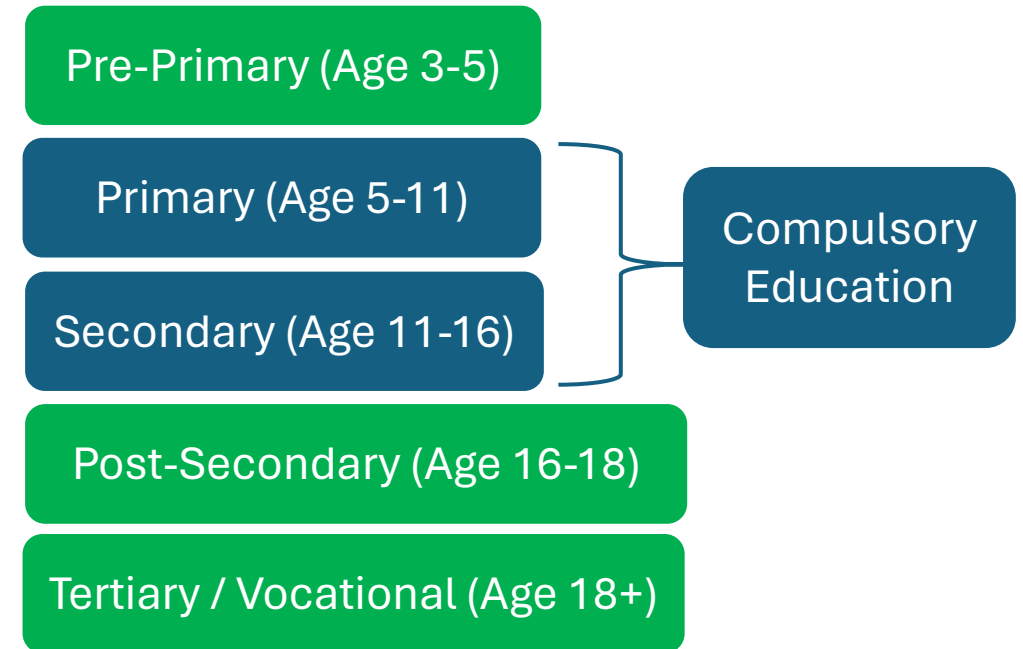 Pre-Primary (Age 3-5)
Primary (Age 5-11)
Secondary (Age 11-16)
Compulsory
Education
Post-Secondary (Age 16-18)
Tertiary / Vocational (Age 18+)